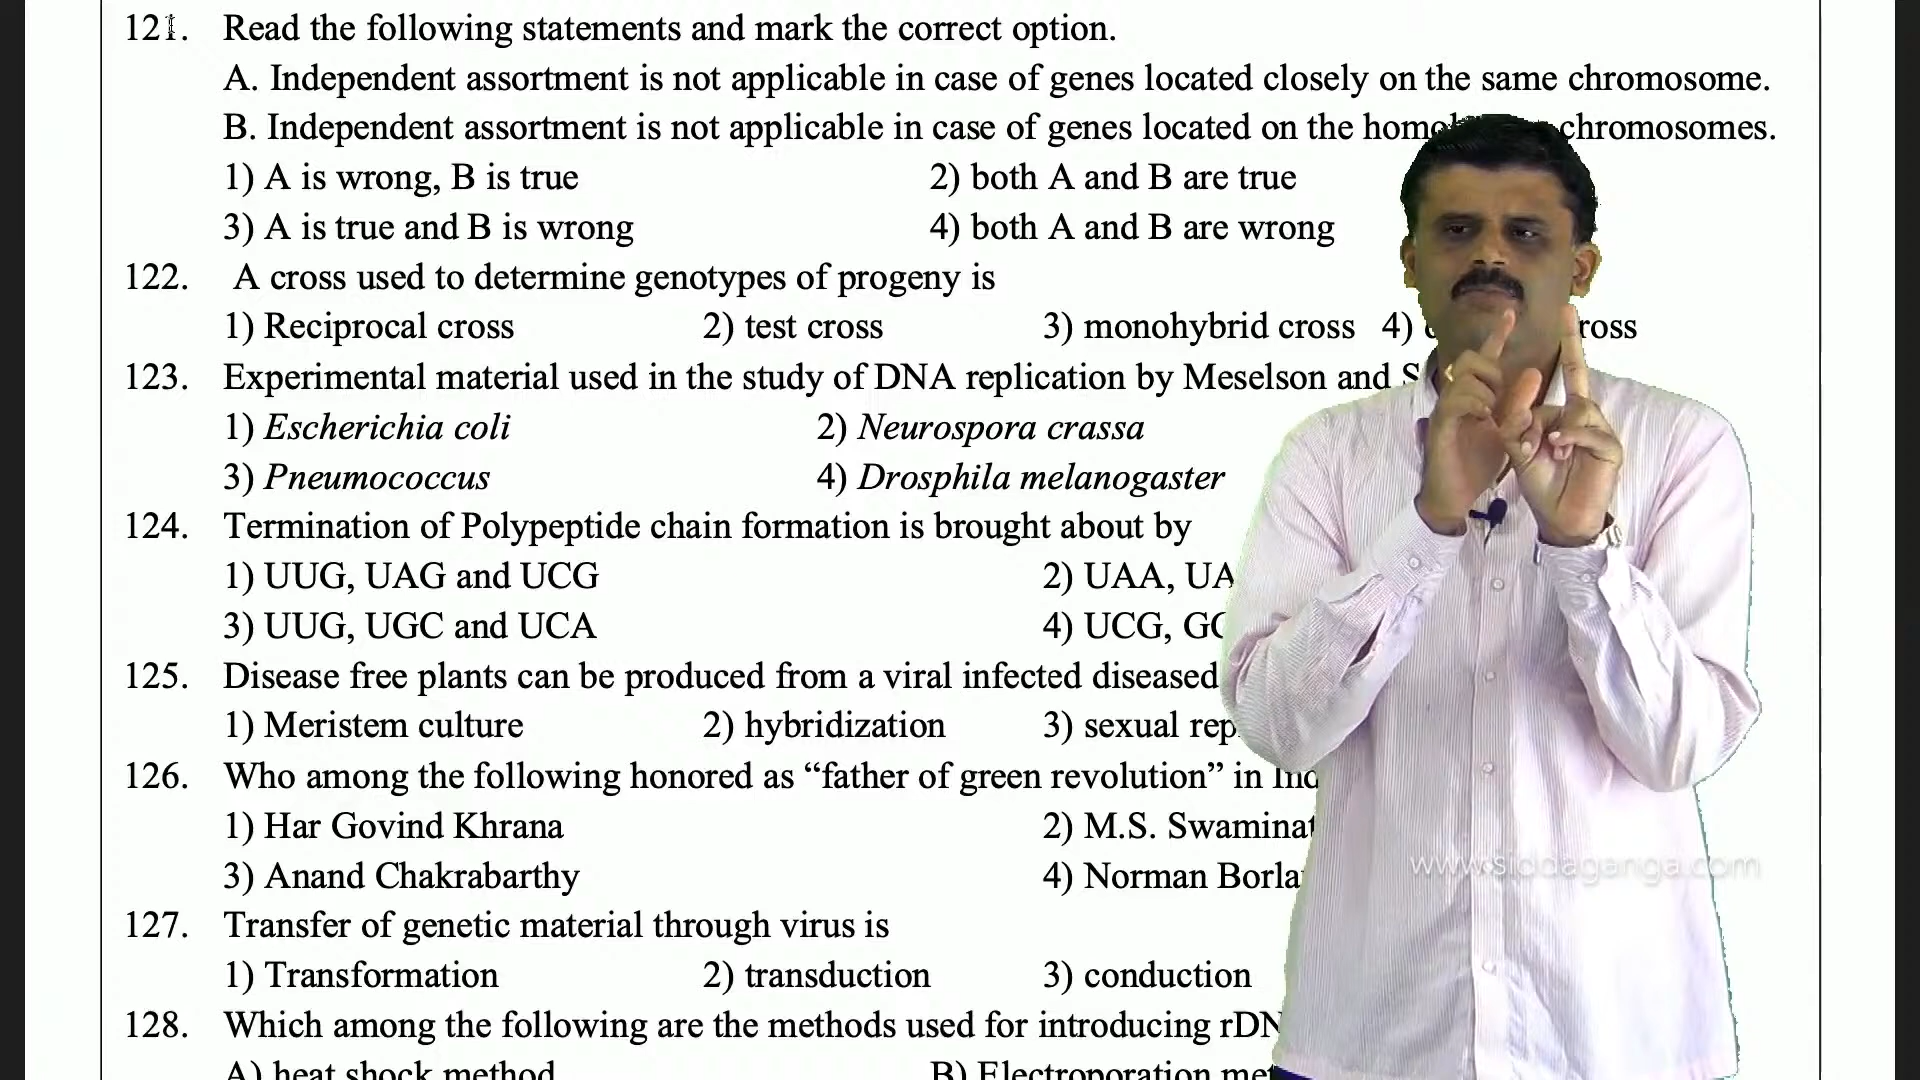 121. Read the following statements and mark the correct option.
A. Independent assortment is not applicable in case of genes located closely on the same chromosome.
B. Independent assortment is not applicable in case of genes located on the chromosomes.
1) A is wrong, B is true 2) both A and B are true
3) A is true and B is wrong 4) both A and B are wrong
122. A cross used to determine genotypes of progeny is
1) Reciprocal cross 2) test cross 3) monohybrid cross 4)
123. Experimental material used in the study of DNA replication by Meselson and
1) Escherichia coli 2) Neurospora crassa
3) Pneumococcus 4) Drosphila melanogaster
124. Termination of Polypeptide chain formation is brought about by
1) UUG, UAG and UCG 2) UAA,
3) UUG, UGC and UCA 4) UCG,
125. Disease free plants can be produced from a viral infected diseased
1) Meristem culture 2) hybridization 3) sexual
126. Who among the following honored as “father of green revolution” in
1) Har Govind Khrana 2) M.S.
3) Anand Chakrabarthy 4) Norman
www.siddaganga.com
127. Transfer of genetic material through virus is
1) Transformation 2) transduction 3) conduction
128. Which among the following are the methods used for introducing
A) heat shock method B) Electroporation